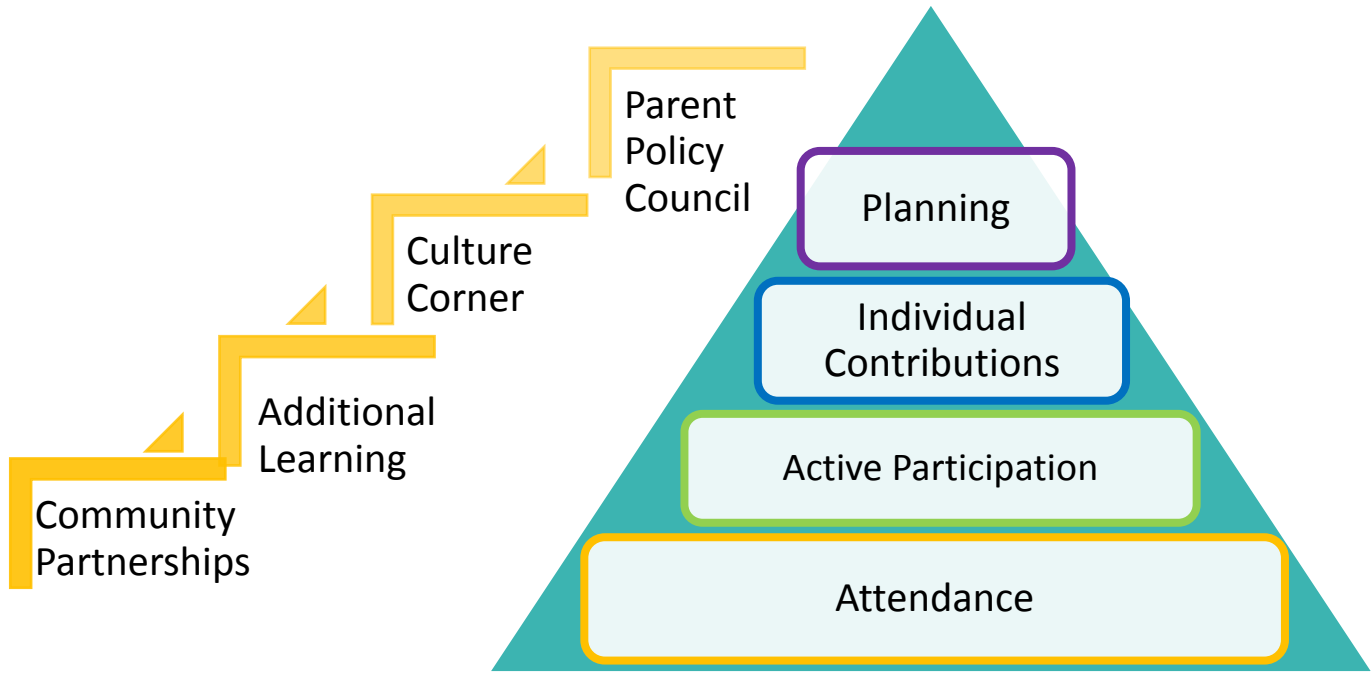 Parent
Policy
Council
Culture
Corner
Additional
Learning
Community
Partnerships
Planning
Individual
Contributions
Active Participation
Attendance